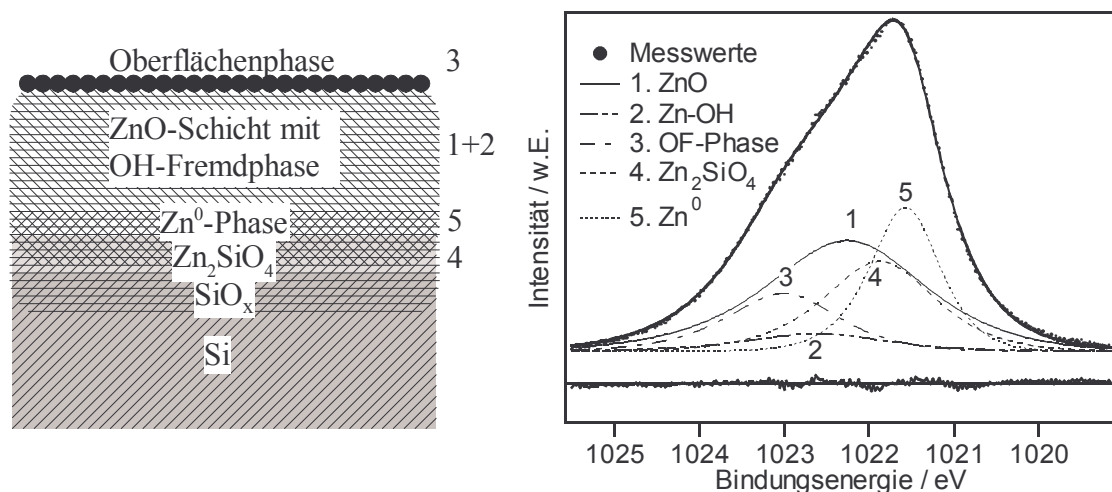 Oberflächenphase
3
ZnO-Schicht mit
OH-Fremdphase
1+2
Zn⁰-Phase
5
Zn₂SiO₄
4
SiOₓ
Si
Intensität / w.E.
Messwerte
1. ZnO
2. Zn-OH
3. OF-Phase
4. Zn₂SiO₄
5. Zn⁰
5
1
3
4
2
1025 1024 1023 1022 1021 1020
Bindungsenergie / eV